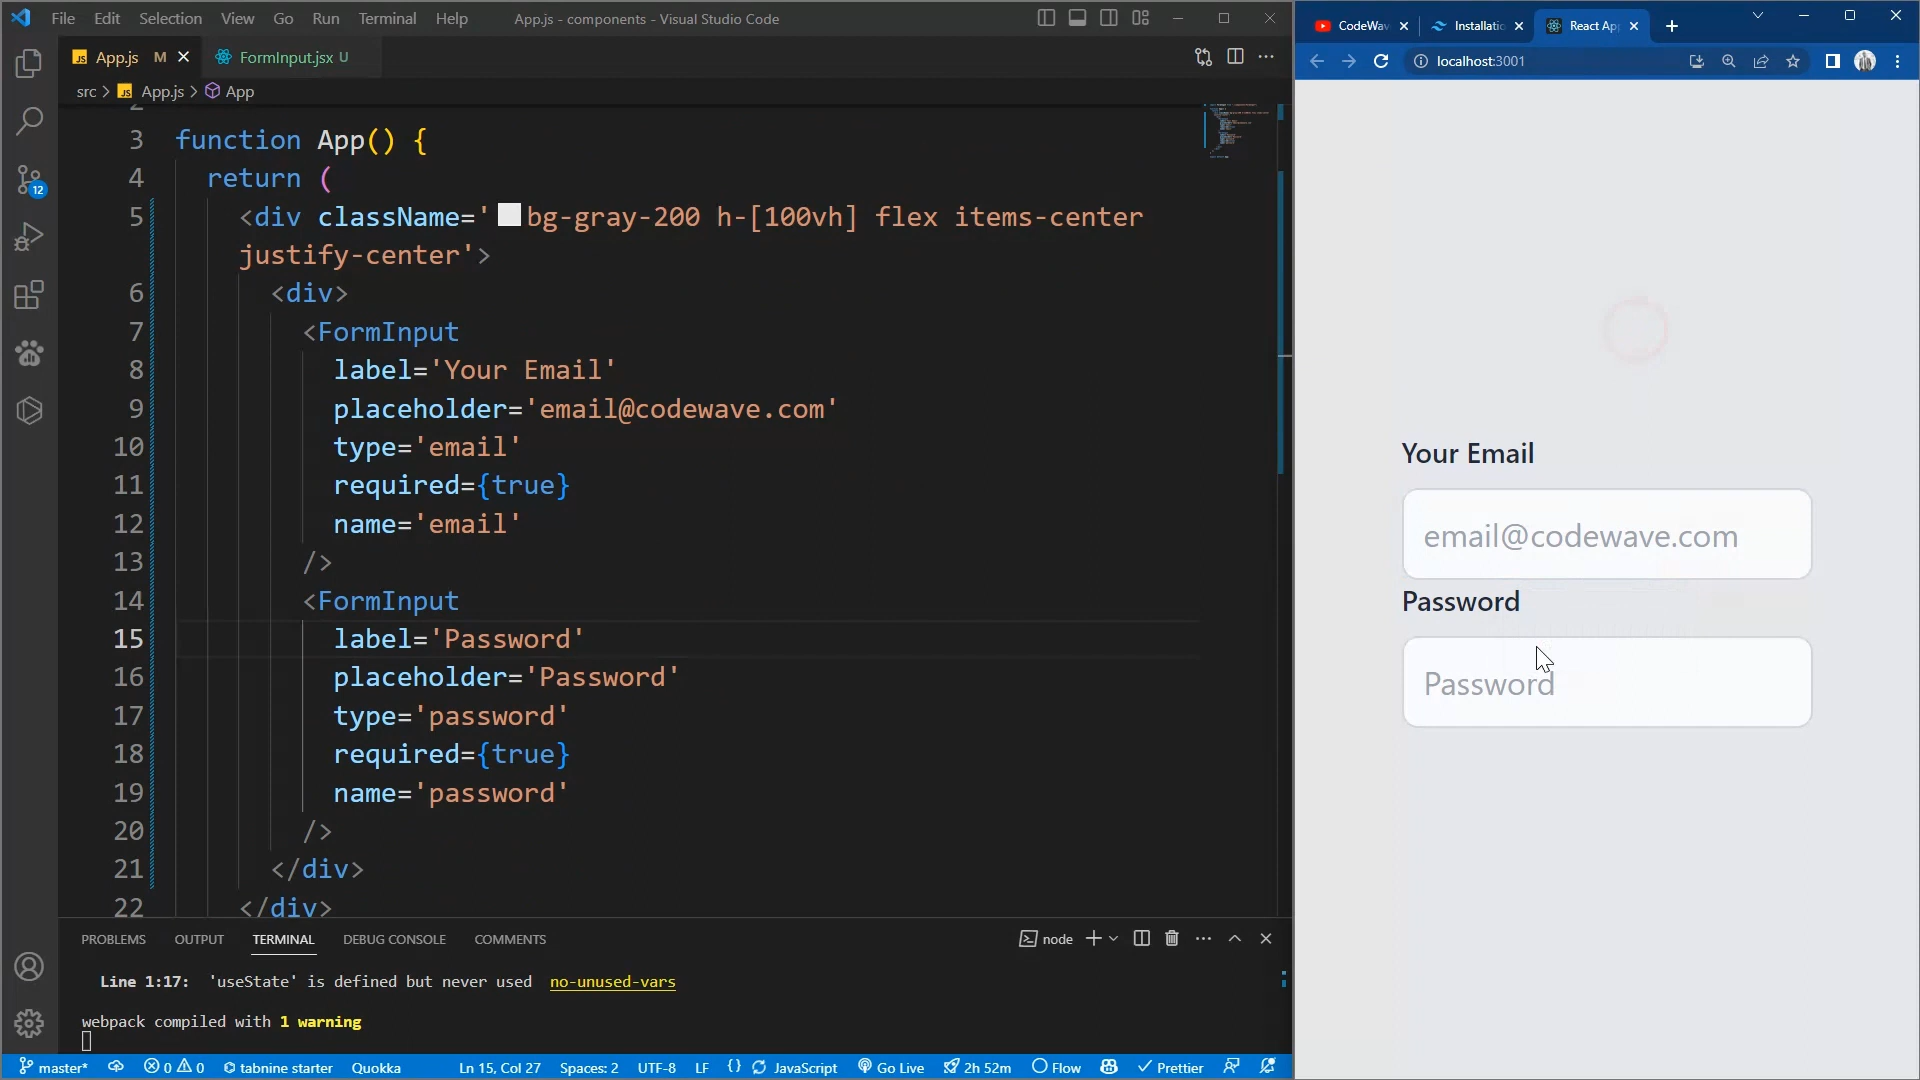 File Edit Selection View Go Run Terminal Help App.js - components - Visual Studio Code
JS App.js M
FormInput.jsx U
src > JS App.js > App
3 function App() {
4 return (
5 <div className='bg-gray-200 h-[100vh] flex items-center
justify-center'>
6 <div>
7 <FormInput
8 label='Your Email'
9 placeholder='email@codewave.com'
10 type='email'
11 required={true}
12 name='email'
13 />
14 <FormInput
15 label='Password'
16 placeholder='Password'
17 type='password'
18 required={true}
19 name='password'
20 />
21 </div>
22 </div>
12
PROBLEMS OUTPUT TERMINAL DEBUG CONSOLE COMMENTS
node
Line 1:17: 'useState' is defined but never used no-unused-vars
webpack compiled with 1 warning
master* 0 0 tabnine starter Quokka Ln 15, Col 27 Spaces: 2 UTF-8 LF {} JavaScript Go Live 2h 52m Flow Prettier
CodeWav
Installatio
React App
localhost:3001
Your Email
email@codewave.com
Password
Password